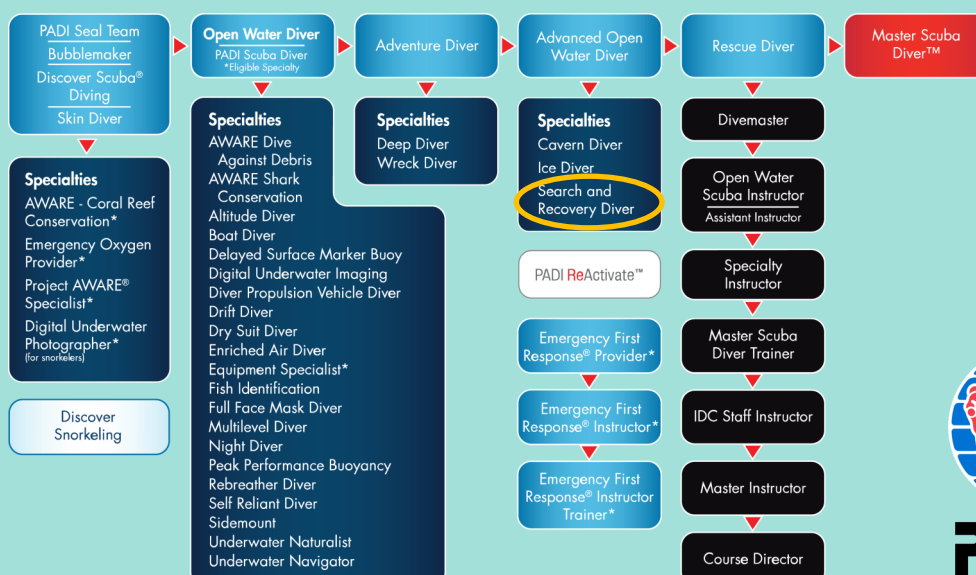 PADI Seal Team
Bubblemaker
Discover Scuba®
Diving
Skin Diver
Specialties
AWARE - Coral Reef
Conservation*
Emergency Oxygen
Provider*
Project AWARE®
Specialist*
Digital Underwater
Photographer*
(for snorkelers)
Discover
Snorkeling
Open Water Diver
PADI Scuba Diver
*Eligible Specialty
Specialties
AWARE Dive
Against Debris
AWARE Shark
Conservation
Altitude Diver
Boat Diver
Delayed Surface Marker Buoy
Digital Underwater Imaging
Diver Propulsion Vehicle Diver
Drift Diver
Dry Suit Diver
Enriched Air Diver
Equipment Specialist*
Fish Identification
Full Face Mask Diver
Multilevel Diver
Night Diver
Peak Performance Buoyancy
Rebreather Diver
Self Reliant Diver
Sidemount
Underwater Naturalist
Underwater Navigator
Adventure Diver
Specialties
Deep Diver
Wreck Diver
Advanced Open
Water Diver
Specialties
Cavern Diver
Ice Diver
Search and
Recovery Diver
PADI ReActivate™
Emergency First
Response® Provider*
Emergency First
Response® Instructor*
Emergency First
Response® Instructor
Trainer*
Rescue Diver
Divemaster
Open Water
Scuba Instructor
Assistant Instructor
Specialty
Instructor
Master Scuba
Diver Trainer
IDC Staff Instructor
Master Instructor
Course Director
Master Scuba
Diver™